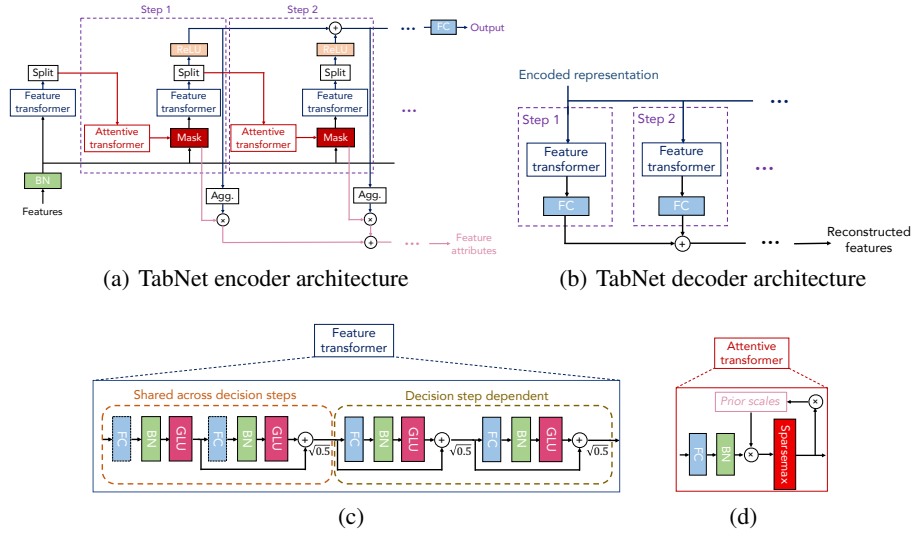 Step 1
Step 2
FC
Output
ReLU
ReLU
Split
Split
Split
Feature
transformer
Feature
transformer
Feature
transformer
Attentive
transformer
Mask
Attentive
transformer
Mask
BN
Features
Agg.
Agg.
Feature
attributes
(a) TabNet encoder architecture
Encoded representation
Step 1
Step 2
Feature
transformer
Feature
transformer
FC
FC
Reconstructed
features
(b) TabNet decoder architecture
Feature
transformer
Shared across decision steps
Decision step dependent
FC
BN
GLU
FC
BN
GLU
√0.5
FC
BN
GLU
√0.5
FC
BN
GLU
√0.5
(c)
Attentive
transformer
Prior scales
FC
BN
Sparsemax
(d)